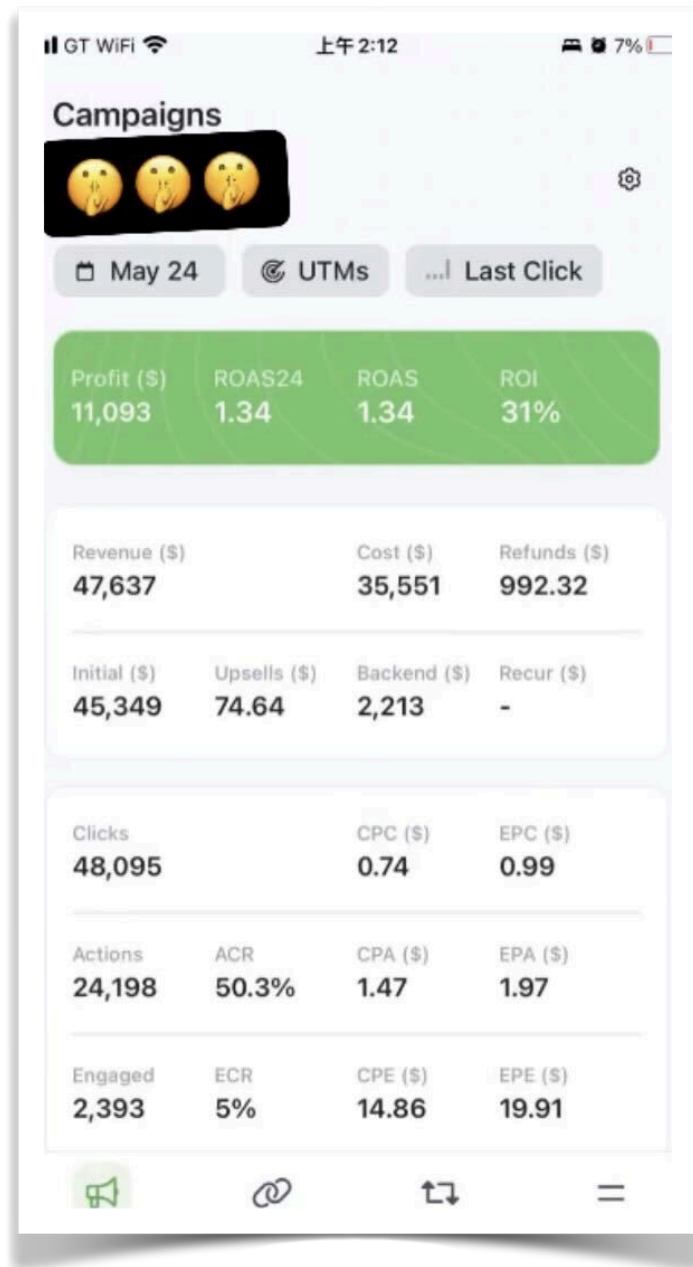 GT WiFi 上午2:12 7%
Campaigns
May 24 UTMs Last Click
Profit ($) ROAS24 ROAS ROI
11,093 1.34 1.34 31%
Revenue ($) Cost ($) Refunds ($)
47,637 35,551 992.32
Initial ($) Upsells ($) Backend ($) Recur ($)
45,349 74.64 2,213 -
Clicks CPC ($) EPC ($)
48,095 0.74 0.99
Actions ACR CPA ($) EPA ($)
24,198 50.3% 1.47 1.97
Engaged ECR CPE ($) EPE ($)
2,393 5% 14.86 19.91